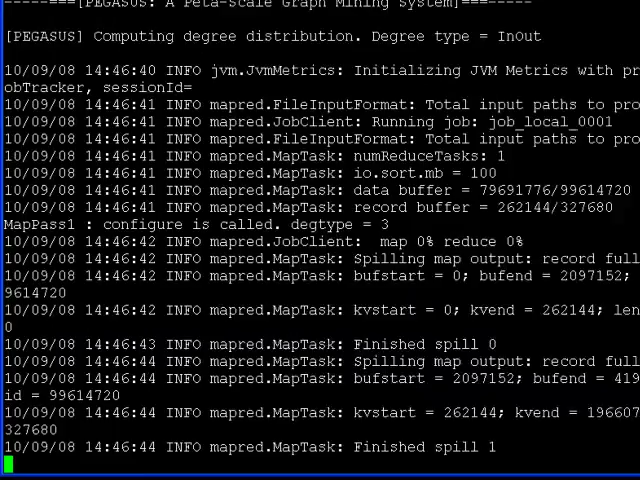 -----===[PEGASUS: A Peta-Scale Graph Mining System]===-----
[PEGASUS] Computing degree distribution. Degree type = InOut
10/09/08 14:46:40 INFO jvm.JvmMetrics: Initializing JVM Metrics with pr
obTracker, sessionId=
10/09/08 14:46:41 INFO mapred.FileInputFormat: Total input paths to pro
10/09/08 14:46:41 INFO mapred.JobClient: Running job: job_local_0001
10/09/08 14:46:41 INFO mapred.FileInputFormat: Total input paths to pro
10/09/08 14:46:41 INFO mapred.MapTask: numReduceTasks: 1
10/09/08 14:46:41 INFO mapred.MapTask: io.sort.mb = 100
10/09/08 14:46:41 INFO mapred.MapTask: data buffer = 79691776/99614720
10/09/08 14:46:41 INFO mapred.MapTask: record buffer = 262144/327680
MapPass1 : configure is called. degtype = 3
10/09/08 14:46:42 INFO mapred.JobClient:  map 0% reduce 0%
10/09/08 14:46:42 INFO mapred.MapTask: Spilling map output: record full
10/09/08 14:46:42 INFO mapred.MapTask: bufstart = 0; bufend = 2097152;
9614720
10/09/08 14:46:42 INFO mapred.MapTask: kvstart = 0; kvend = 262144; len
0
10/09/08 14:46:43 INFO mapred.MapTask: Finished spill 0
10/09/08 14:46:44 INFO mapred.MapTask: Spilling map output: record full
10/09/08 14:46:44 INFO mapred.MapTask: bufstart = 2097152; bufend = 419
id = 99614720
10/09/08 14:46:44 INFO mapred.MapTask: kvstart = 262144; kvend = 196607
327680
10/09/08 14:46:44 INFO mapred.MapTask: Finished spill 1